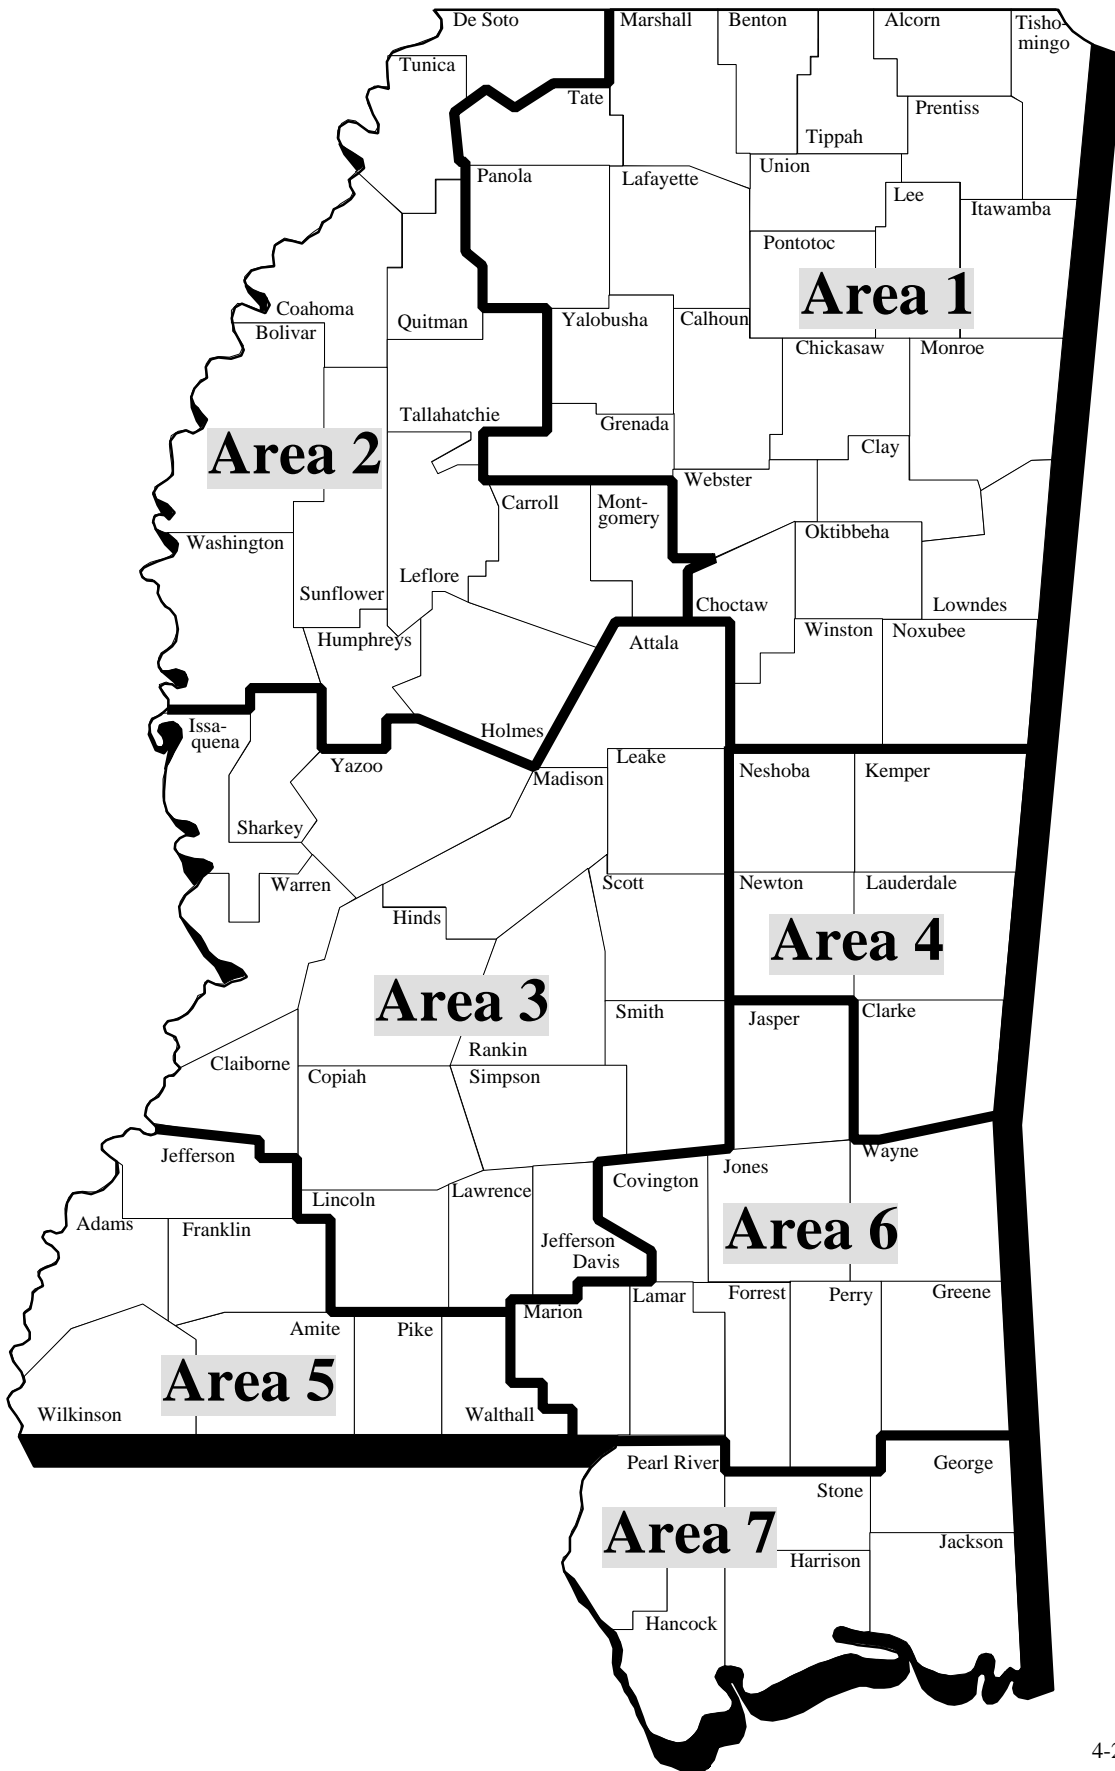 De Soto
Marshall
Benton
Alcorn
Tisho-
mingo
Tunica
Tate
Prentiss
Tippah
Panola
Lafayette
Union
Lee
Itawamba
Pontotoc
Area 1
Coahoma
Bolivar
Quitman
Yalobusha
Calhoun
Chickasaw
Monroe
Tallahatchie
Grenada
Area 2
Clay
Webster
Carroll
Mont-
gomery
Washington
Oktibbeha
Sunflower
Leflore
Choctaw
Lowndes
Humphreys
Attala
Winston
Noxubee
Issa-
quena
Holmes
Yazoo
Madison
Leake
Neshoba
Kemper
Sharkey
Warren
Hinds
Scott
Newton
Lauderdale
Area 4
Area 3
Smith
Jasper
Clarke
Claiborne
Rankin
Copiah
Simpson
Jefferson
Lincoln
Lawrence
Covington
Jones
Wayne
Adams
Franklin
Jefferson
Davis
Area 6
Marion
Lamar
Forrest
Perry
Greene
Amite
Pike
Area 5
Wilkinson
Walthall
Pearl River
George
Stone
Area 7
Harrison
Jackson
Hancock
4-2